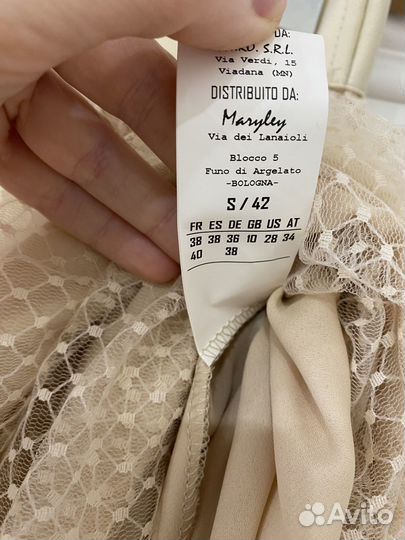 DA:
S.R.L.
Via Verdi, 15
Viadana (MN)
DISTRIBUITO DA:
Maryley
Via dei Lanaioli
Blocco 5
Funo di Argelato
-BOLOGNA-
S / 42
FR ES DE GB US AT
38 38 36 10 28 34
40 38
Avito